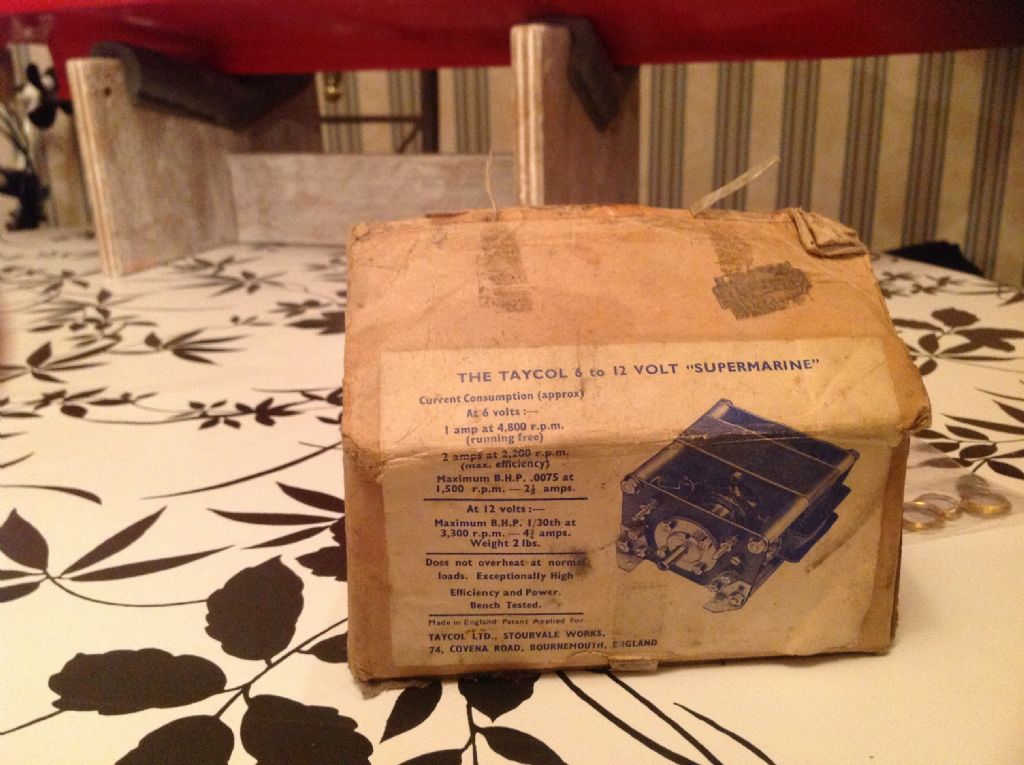 THE TAYCOL 6 to 12 VOLT "SUPERMARINE"
Current Consumption (approx)
At 6 volts :—
1 amp at 4,800 r.p.m.
(running free)
2 amps at 2,200 r.p.m.
(max. efficiency)
Maximum B.H.P. .0075 at
1,500 r.p.m. — 2½ amps.
At 12 volts :—
Maximum B.H.P. 1/30th at
3,300 r.p.m. — 4¾ amps.
Weight 2 lbs.
Does not overheat at normal
loads. Exceptionally High
Efficiency and Power.
Bench Tested.
Made in England Patent Applied For
TAYCOL LTD., STOURVALE WORKS,
74, COVENA ROAD, BOURNEMOUTH, ENGLAND